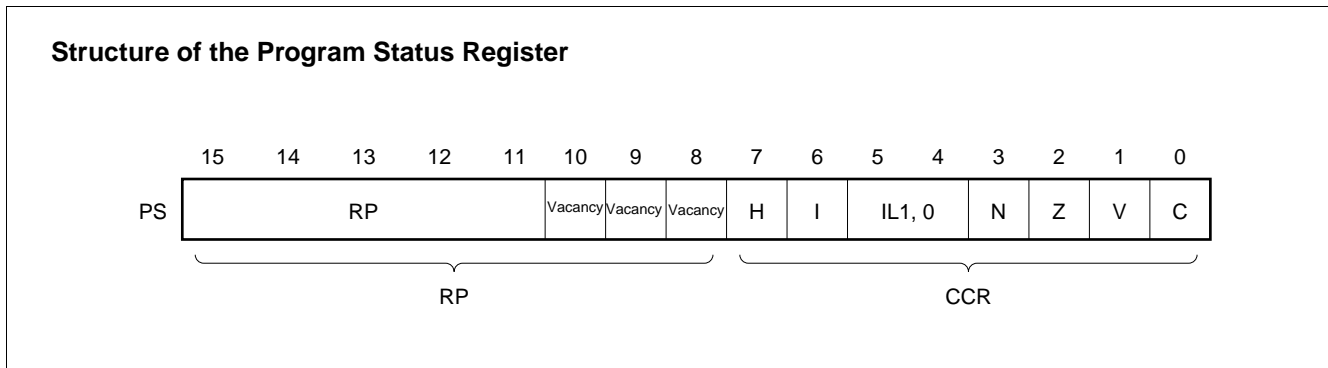 Structure of the Program Status Register
15 14 13 12 11 10 9 8 7 6 5 4 3 2 1 0
PS RP Vacancy Vacancy Vacancy H I IL1, 0 N Z V C
RP CCR